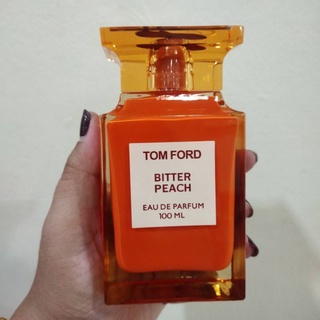 TOM FORD
BITTER
PEACH
EAU DE PARFUM
100 ML